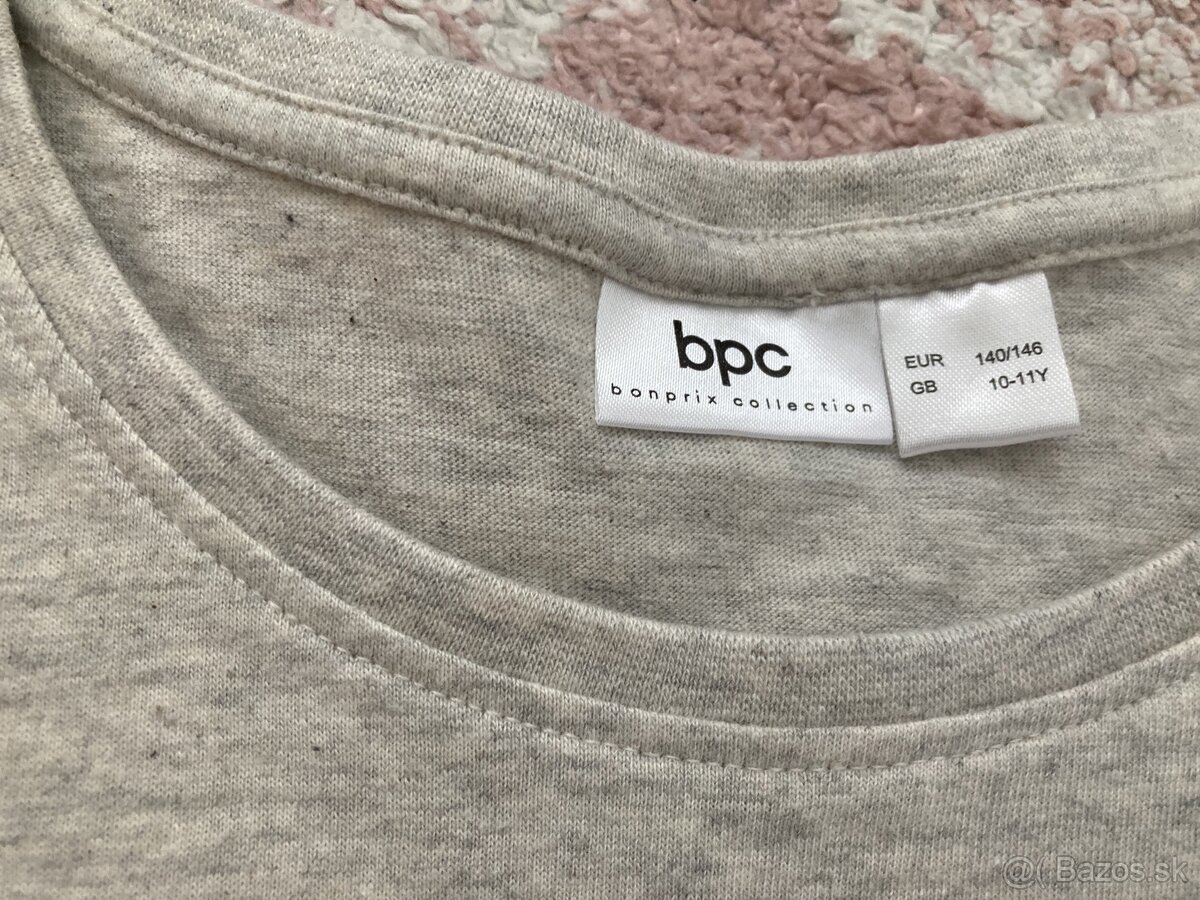 bpc
bonprix collection
EUR 140/146
GB 10-11Y
@( Bazos.sk